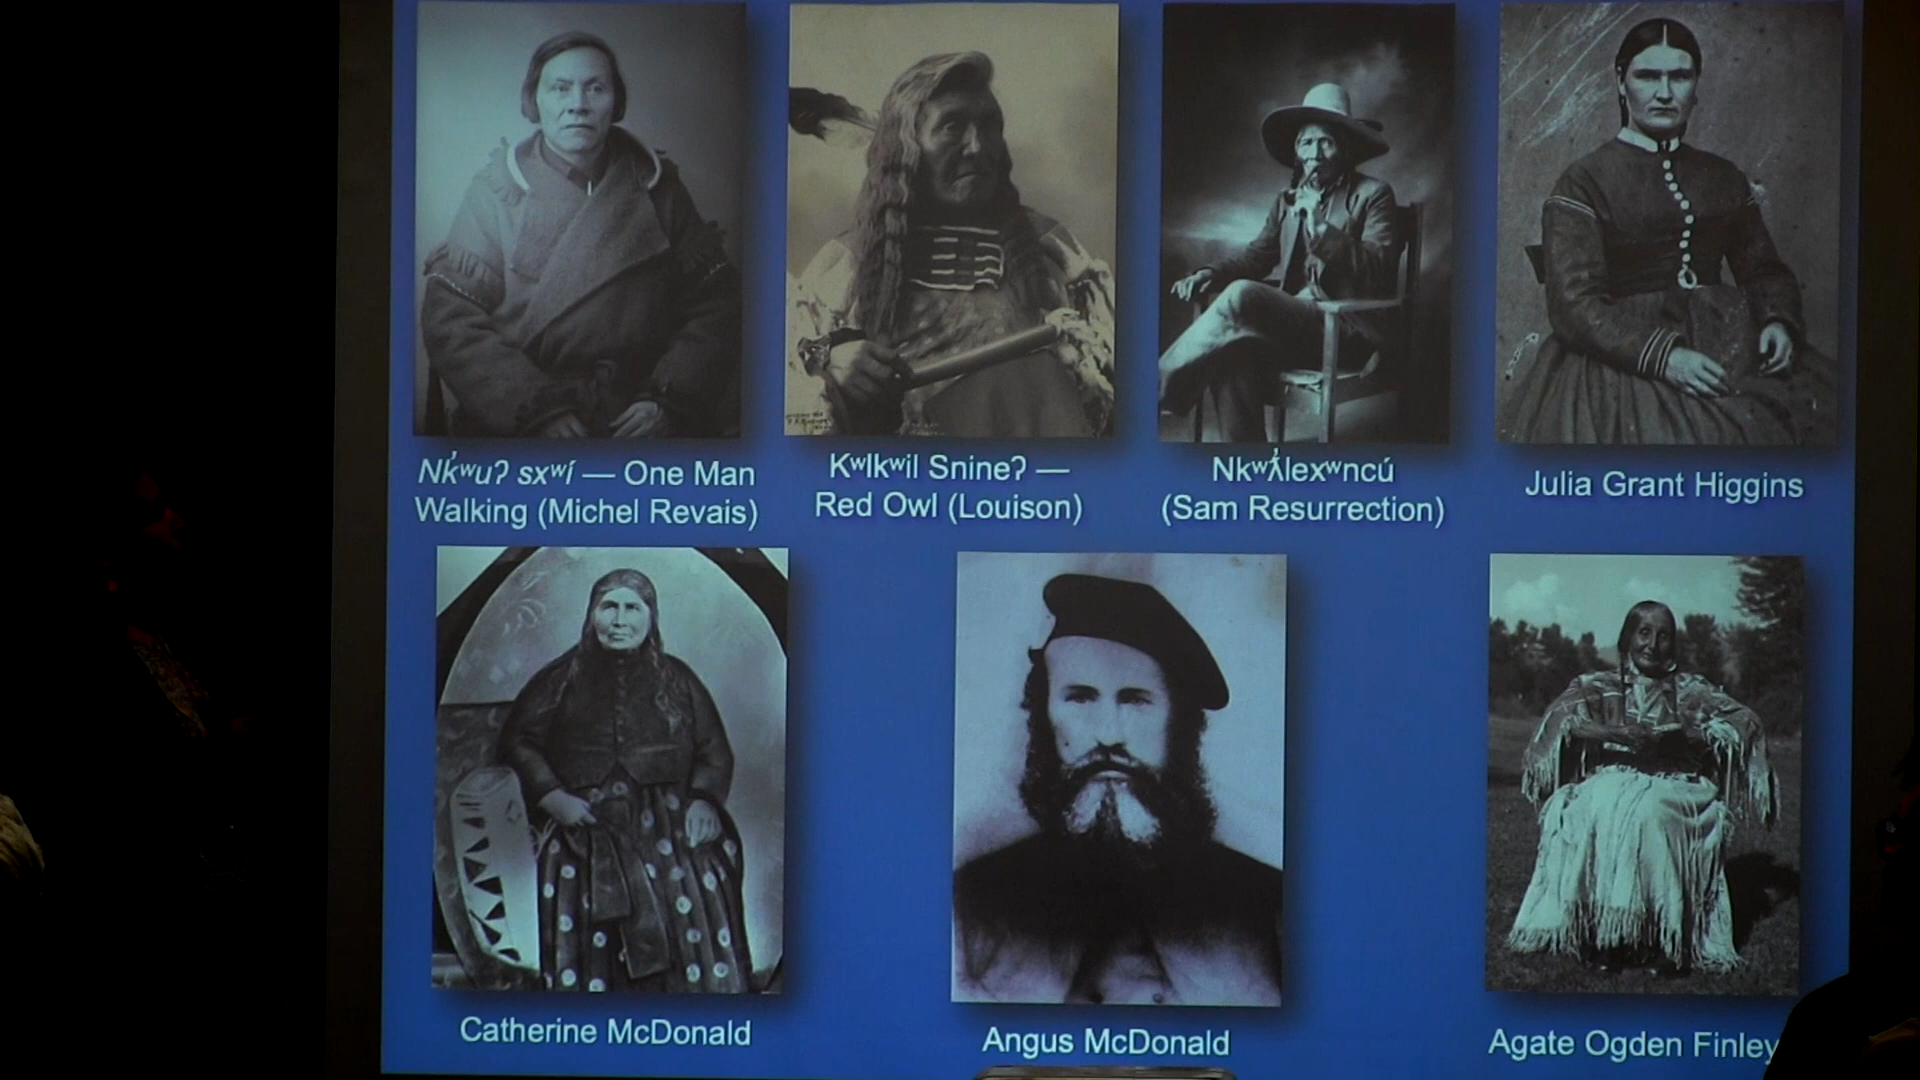 Nk̓ʷuʔ sxʷí — One Man
Walking (Michel Revais)
Kʷlkʷil Snineʔ —
Red Owl (Louison)
Nkʷƛ̓lexʷncú
(Sam Resurrection)
Julia Grant Higgins
Catherine McDonald
Angus McDonald
Agate Ogden Finley